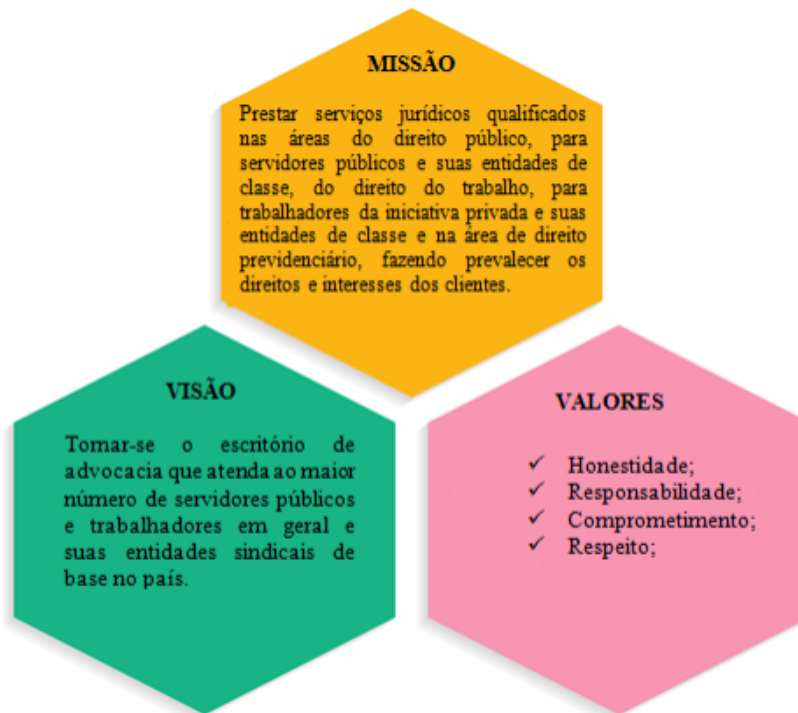 MISSÃO
Prestar serviços jurídicos qualificados
nas áreas do direito público, para
servidores públicos e suas entidades de
classe, do direito do trabalho, para
trabalhadores da iniciativa privada e suas
entidades de classe e na área de direito
previdenciário, fazendo prevalecer os
direitos e interesses dos clientes.
VISÃO
Tornar-se o escritório de
advocacia que atenda ao maior
número de servidores públicos
e trabalhadores em geral e
suas entidades sindicais de
base no país.
VALORES
✓ Honestidade;
✓ Responsabilidade;
✓ Comprometimento;
✓ Respeito;